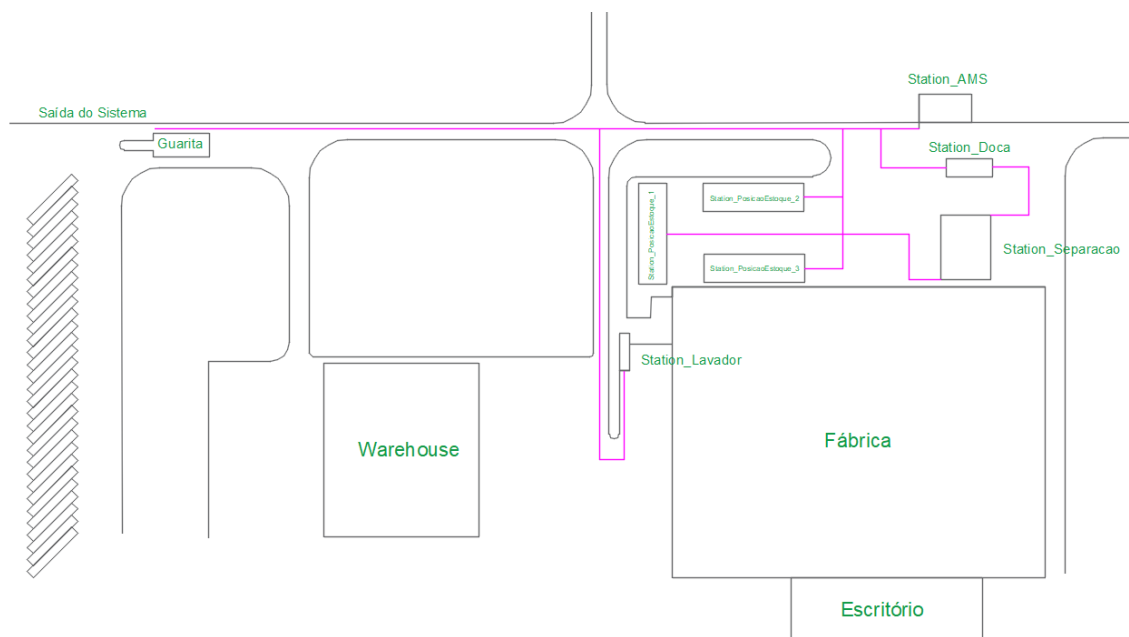 Station_AMS
Saída do Sistema
Guarita
Station_Doca
Station_PosicaoEstoque_1
Station_PosicaoEstoque_2
Station_Separacao
Station_PosicaoEstoque_3
Station_Lavador
Warehouse
Fábrica
Escritório